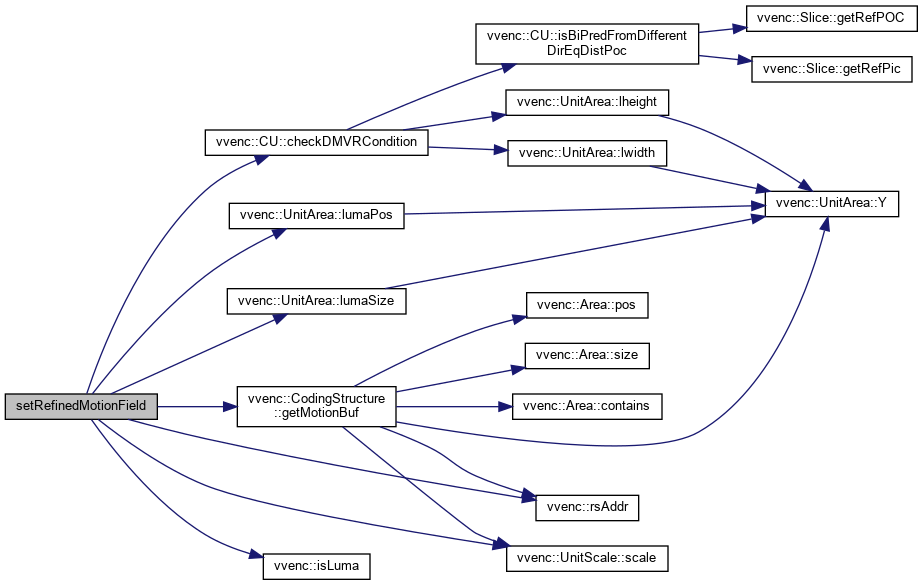 vvenc::Slice::getRefPOC
vvenc::CU::isBiPredFromDifferent
DirEqDistPoc
vvenc::Slice::getRefPic
vvenc::UnitArea::lheight
vvenc::CU::checkDMVRCondition
vvenc::UnitArea::lwidth
vvenc::UnitArea::Y
vvenc::UnitArea::lumaPos
vvenc::UnitArea::lumaSize
vvenc::Area::pos
vvenc::Area::size
setRefinedMotionField
vvenc::CodingStructure
::getMotionBuf
vvenc::Area::contains
vvenc::rsAddr
vvenc::UnitScale::scale
vvenc::isLuma